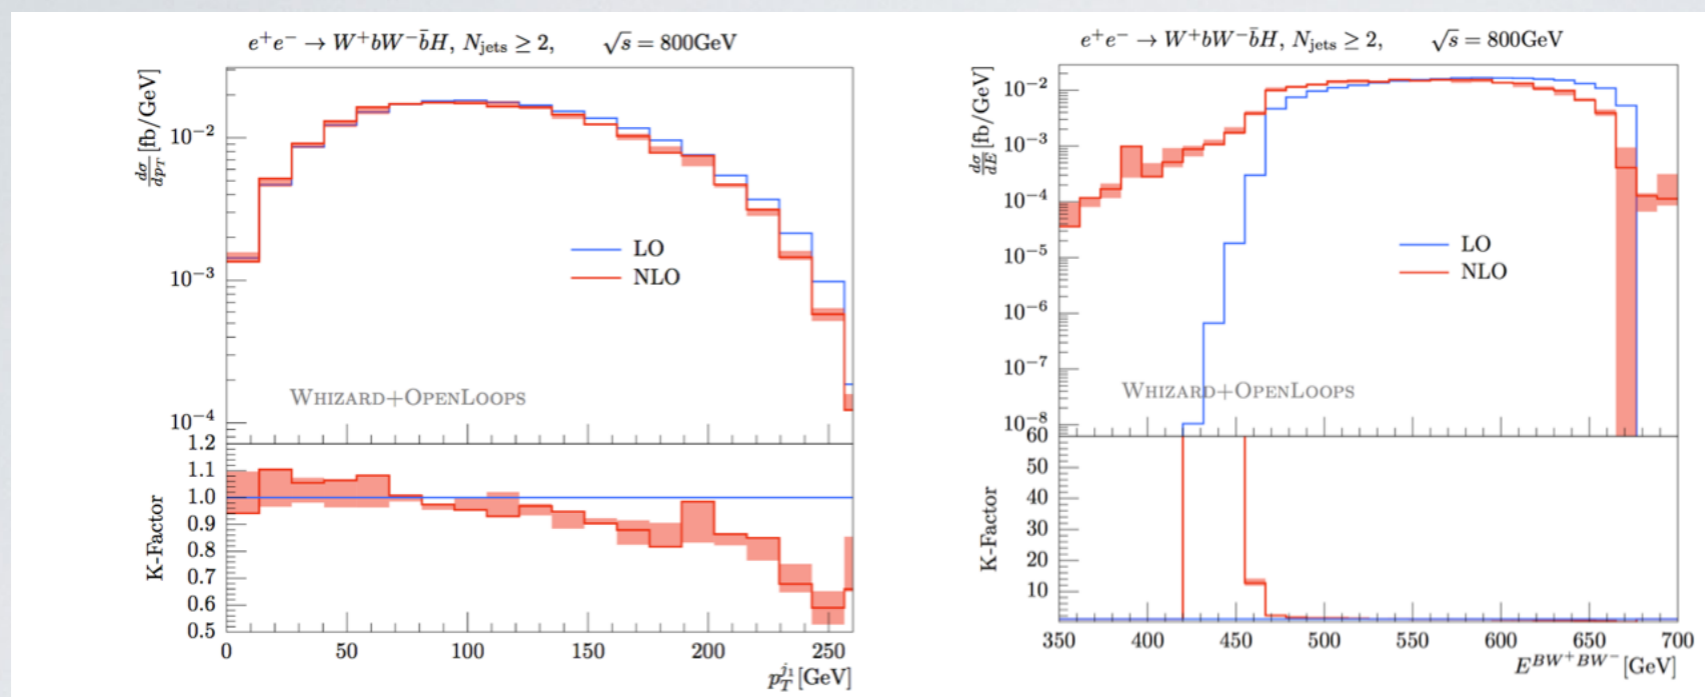 e⁺e⁻ → W⁺bW⁻b̄H, N_jets ≥ 2, √s = 800GeV
dσ/dp_T [fb/GeV]
10⁻²
10⁻³
10⁻⁴
LO
NLO
WHIZARD+OPENLOOPS
K-Factor
1.2
1.1
1.0
0.9
0.8
0.7
0.6
0.5
0 50 100 150 200 250
p_T^{j₁} [GeV]
e⁺e⁻ → W⁺bW⁻b̄H, N_jets ≥ 2, √s = 800GeV
dσ/dE [fb/GeV]
10⁻²
10⁻³
10⁻⁴
10⁻⁵
10⁻⁶
10⁻⁷
10⁻⁸
LO
NLO
WHIZARD+OPENLOOPS
K-Factor
60
50
40
30
20
10
350 400 450 500 550 600 650 700
E^{BW⁺BW⁻} [GeV]